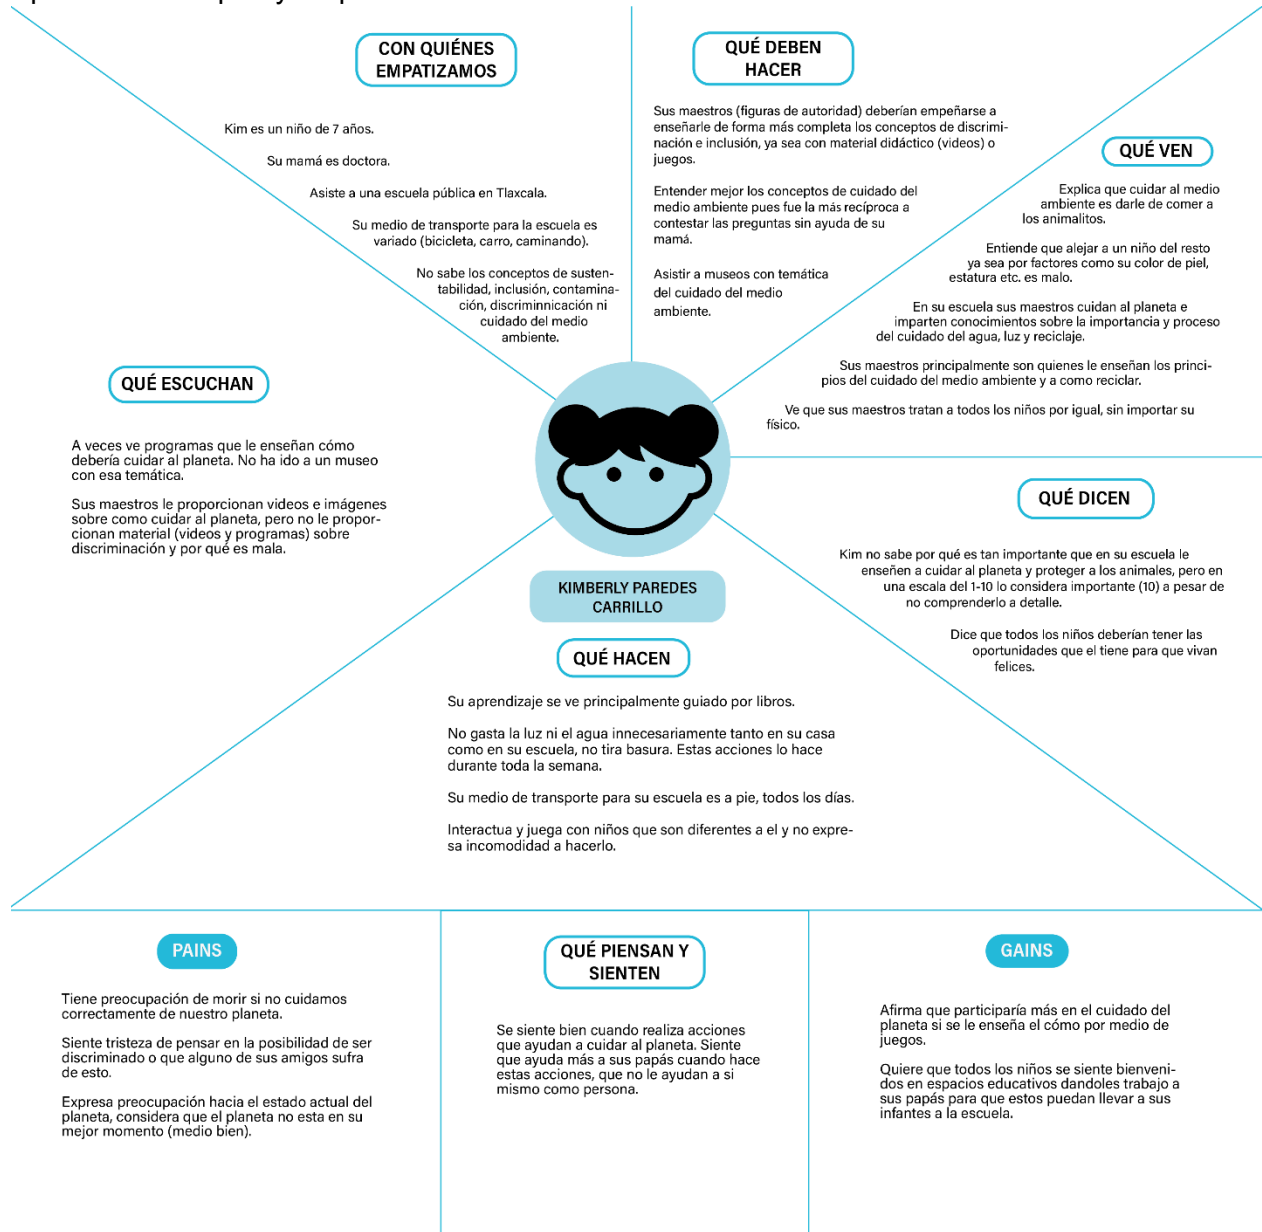 CON QUIÉNES
EMPATIZAMOS
Kim es un niño de 7 años.
Su mamá es doctora.
Asiste a una escuela pública en Tlaxcala.
Su medio de transporte para la escuela es
variado (bicicleta, carro, caminando).
No sabe los conceptos de susten-
tabilidad, inclusión, contamina-
ción, discriminnicación ni
cuidado del medio
ambiente.
QUÉ DEBEN
HACER
Sus maestros (figuras de autoridad) deberían empeñarse a
enseñarle de forma más completa los conceptos de discrimi-
nación e inclusión, ya sea con material didáctico (videos) o
juegos.
Entender mejor los conceptos de cuidado del
medio ambiente pues fue la más recíproca a
contestar las preguntas sin ayuda de su
mamá.
Asistir a museos con temática
del cuidado del medio
ambiente.
QUÉ VEN
Explica que cuidar al medio
ambiente es darle de comer a
los animalitos.
Entiende que alejar a un niño del resto
ya sea por factores como su color de piel,
estatura etc. es malo.
En su escuela sus maestros cuidan al planeta e
imparten conocimientos sobre la importancia y proceso
del cuidado del agua, luz y reciclaje.
Sus maestros principalmente son quienes le enseñan los princi-
pios del cuidado del medio ambiente y a como reciclar.
Ve que sus maestros tratan a todos los niños por igual, sin importar su
físico.
QUÉ ESCUCHAN
A veces ve programas que le enseñan cómo
debería cuidar al planeta. No ha ido a un museo
con esa temática.
Sus maestros le proporcionan videos e imágenes
sobre como cuidar al planeta, pero no le propor-
cionan material (videos y programas) sobre
discriminación y por qué es mala.
QUÉ DICEN
Kim no sabe por qué es tan importante que en su escuela le
enseñen a cuidar al planeta y proteger a los animales, pero en
una escala del 1-10 lo considera importante (10) a pesar de
no comprenderlo a detalle.
Dice que todos los niños deberían tener las
oportunidades que el tiene para que vivan
felices.
KIMBERLY PAREDES
CARRILLO
QUÉ HACEN
Su aprendizaje se ve principalmente guiado por libros.
No gasta la luz ni el agua innecesariamente tanto en su casa
como en su escuela, no tira basura. Estas acciones lo hace
durante toda la semana.
Su medio de transporte para su escuela es a pie, todos los días.
Interactua y juega con niños que son diferentes a el y no expre-
sa incomodidad a hacerlo.
PAINS
Tiene preocupación de morir si no cuidamos
correctamente de nuestro planeta.
Siente tristeza de pensar en la posibilidad de ser
discriminado o que alguno de sus amigos sufra
de esto.
Expresa preocupación hacia el estado actual del
planeta, considera que el planeta no esta en su
mejor momento (medio bien).
QUÉ PIENSAN Y
SIENTEN
Se siente bien cuando realiza acciones
que ayudan a cuidar al planeta. Siente
que ayuda más a sus papás cuando hace
estas acciones, que no le ayudan a si
mismo como persona.
GAINS
Afirma que participaría más en el cuidado del
planeta si se le enseña el cómo por medio de
juegos.
Quiere que todos los niños se siente bienveni-
dos en espacios educativos dandoles trabajo a
sus papás para que estos puedan llevar a sus
infantes a la escuela.